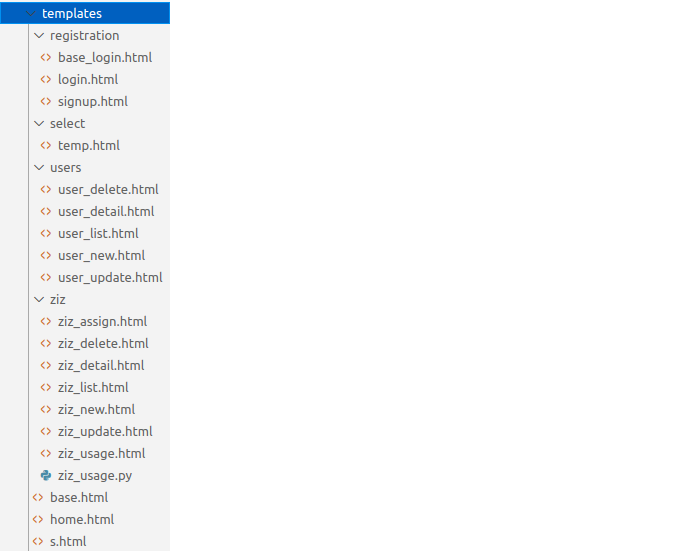 templates
registration
base_login.html
login.html
signup.html
select
temp.html
users
user_delete.html
user_detail.html
user_list.html
user_new.html
user_update.html
ziz
ziz_assign.html
ziz_delete.html
ziz_detail.html
ziz_list.html
ziz_new.html
ziz_update.html
ziz_usage.html
ziz_usage.py
base.html
home.html
s.html